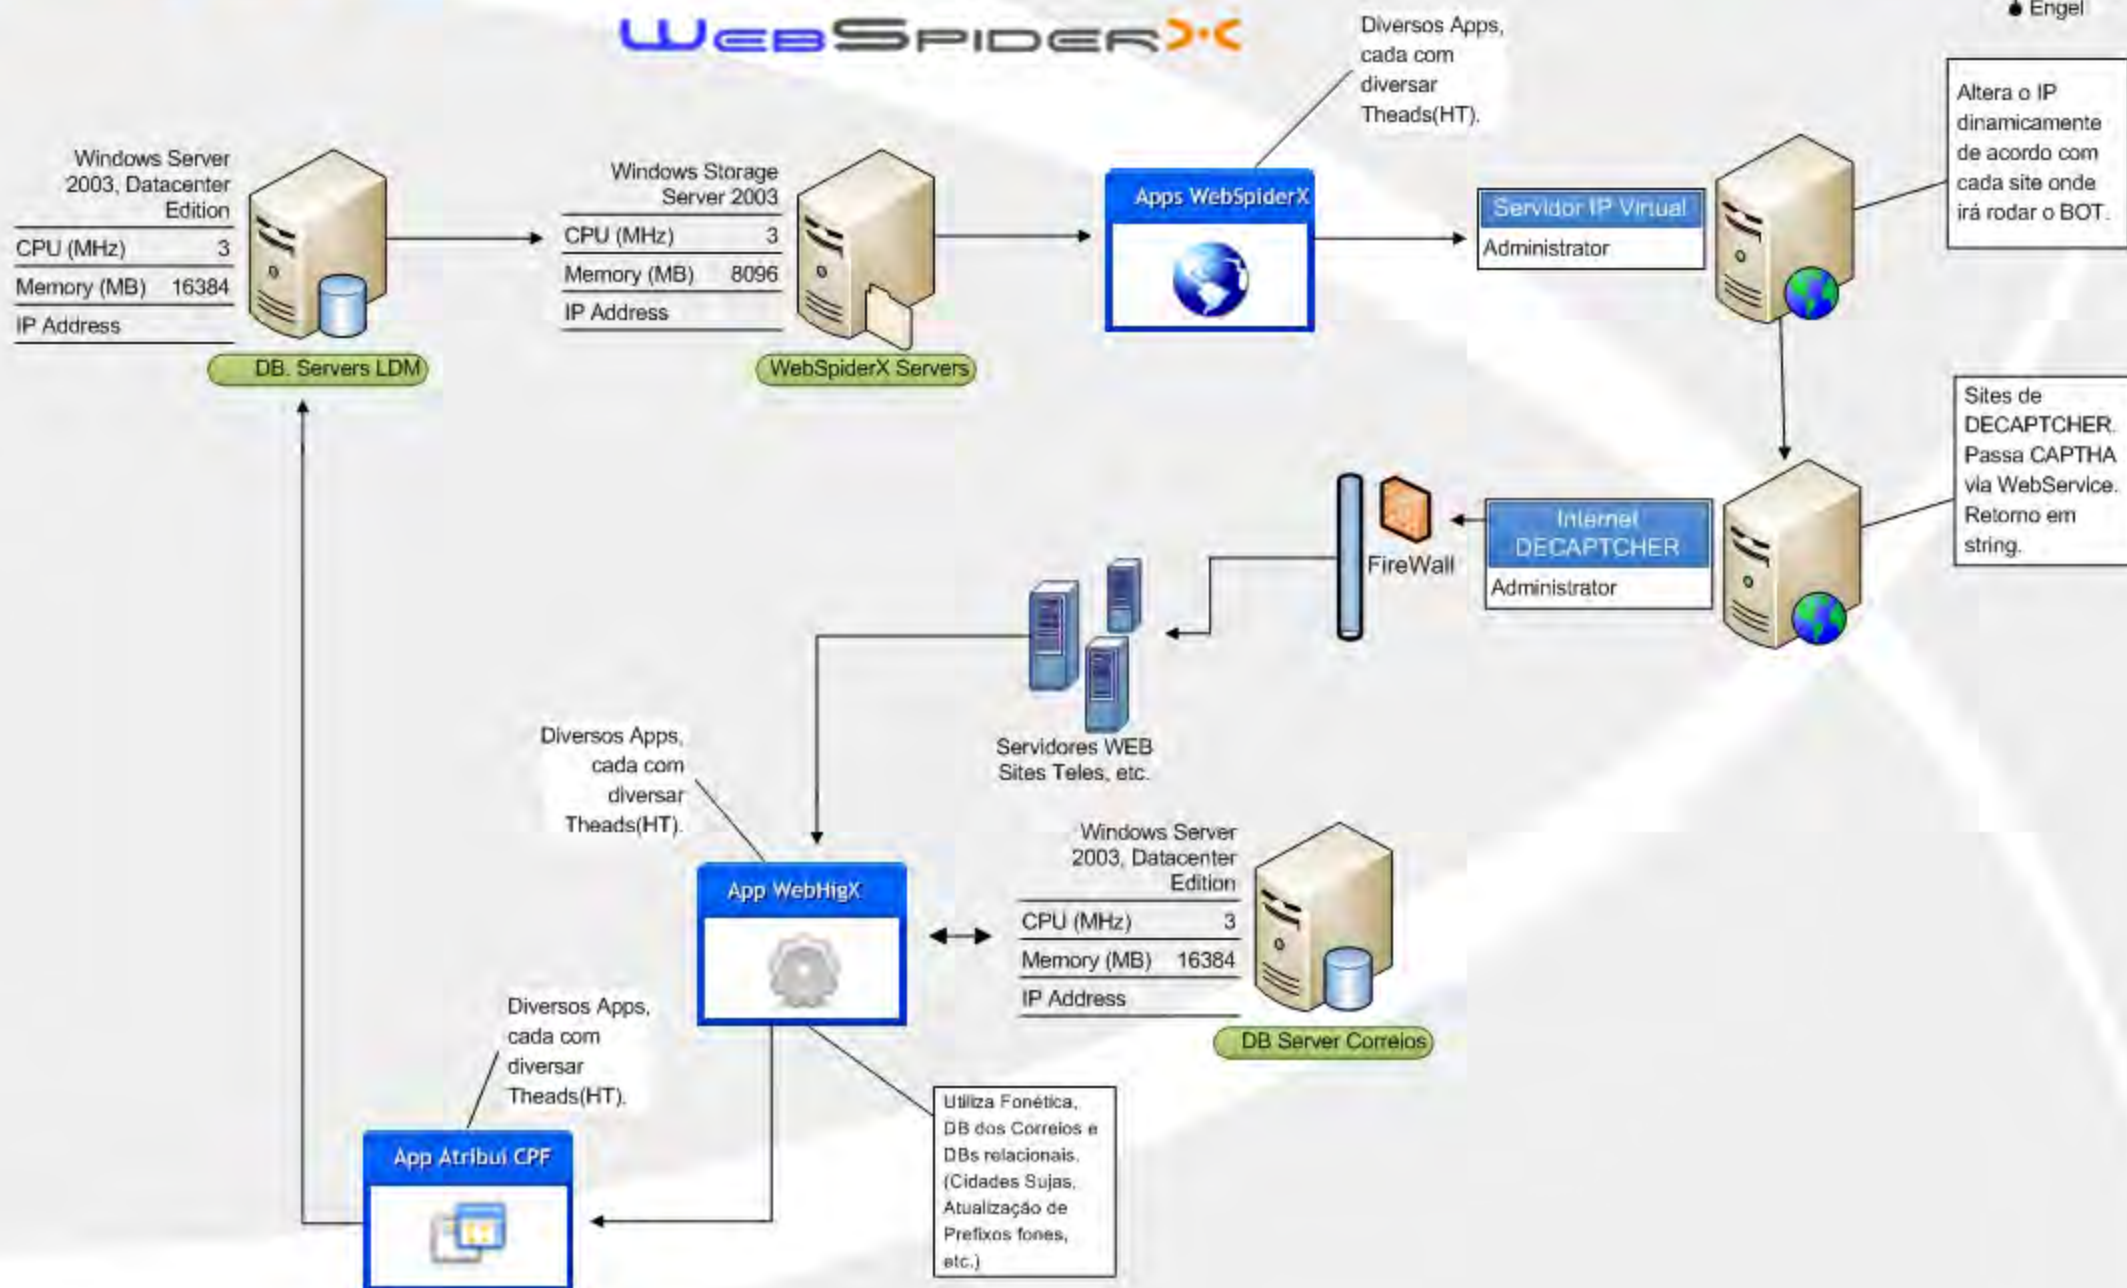 WEBSPIDERX
Engel
Diversos Apps,
cada com
diversar
Theads(HT).
Altera o IP
dinamicamente
de acordo com
cada site onde
irá rodar o BOT.
Windows Server
2003, Datacenter
Edition
CPU (MHz) 3
Memory (MB) 16384
IP Address
DB. Servers LDM
Windows Storage
Server 2003
CPU (MHz) 3
Memory (MB) 8096
IP Address
WebSpiderX Servers
Apps WebSpiderX
Servidor IP Virtual
Administrator
Sites de
DECAPTCHER.
Passa CAPTHA
via WebService.
Retorno em
string.
Internet
DECAPTCHER
Administrator
FireWall
Servidores WEB
Sites Teles, etc.
Diversos Apps,
cada com
diversar
Theads(HT).
App WebHigX
Windows Server
2003, Datacenter
Edition
CPU (MHz) 3
Memory (MB) 16384
IP Address
DB Server Correios
Diversos Apps,
cada com
diversar
Theads(HT).
App Atribui CPF
Utiliza Fonética,
DB dos Correios e
DBs relacionais.
(Cidades Sujas,
Atualização de
Prefixos fones,
etc.)